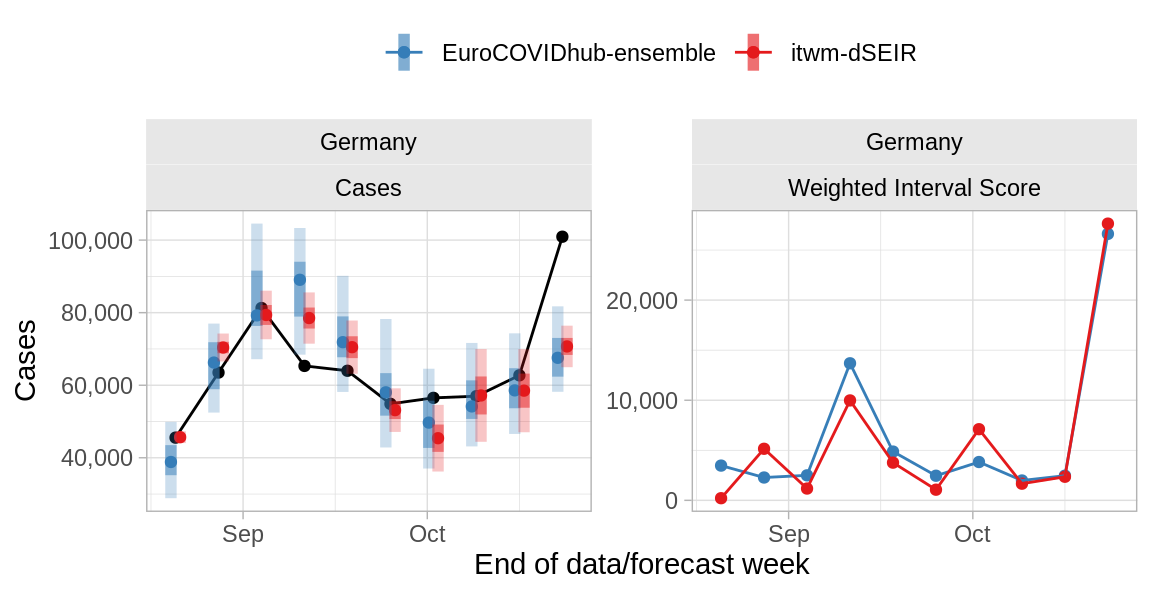 EuroCOVIDhub-ensemble itwm-dSEIR
Germany Germany
Cases Weighted Interval Score
100,000
80,000
60,000
40,000
Cases
20,000
10,000
0
Sep Oct Sep Oct
End of data/forecast week